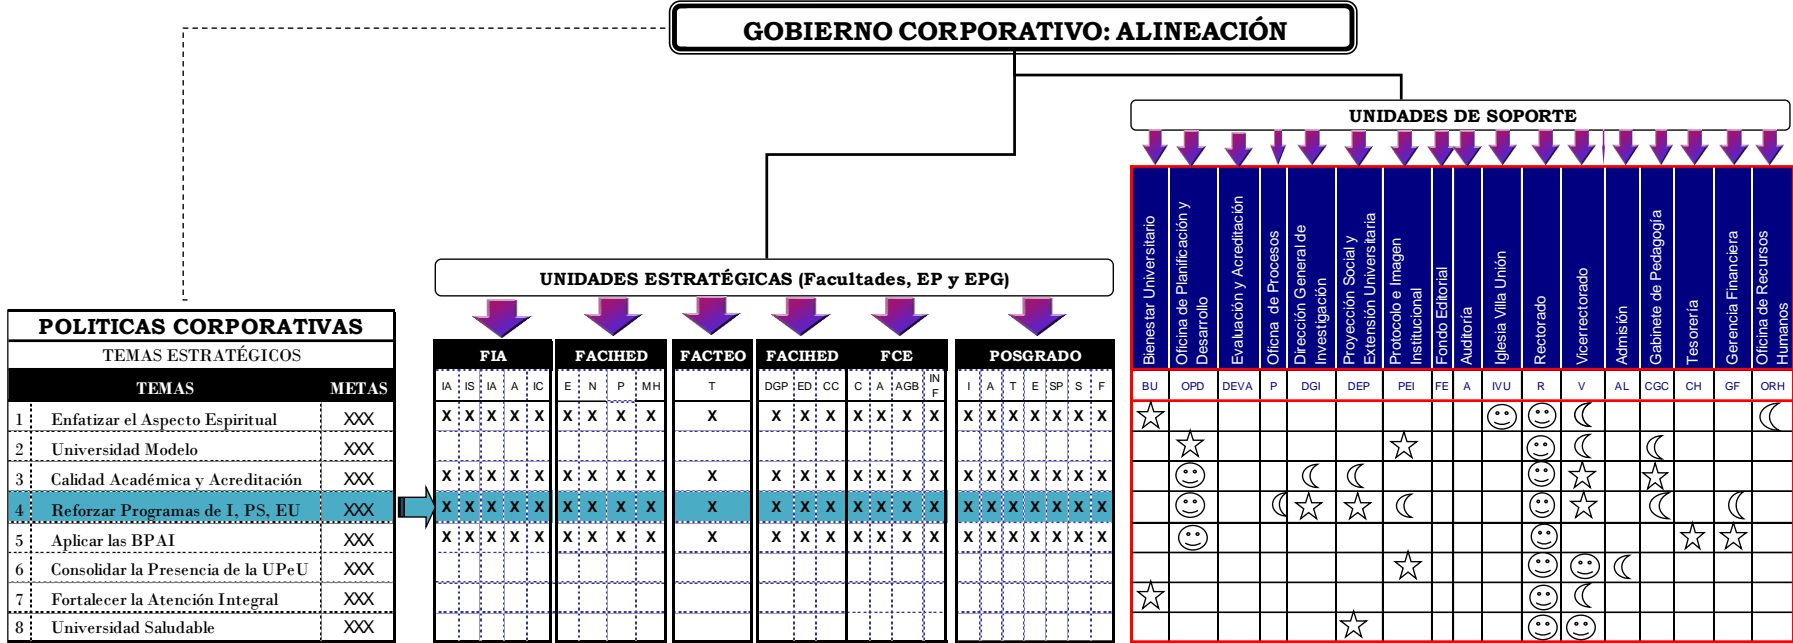 GOBIERNO CORPORATIVO: ALINEACIÓN
UNIDADES DE SOPORTE
Bienestar Universitario
Oficina de Planificación y
Desarrollo
Evaluación y Acreditación
Oficina de Procesos
Dirección General de
Investigación
Proyección Social y
Extensión Universitaria
Protocolo e Imagen
Institucional
Fondo Editorial
Auditoría
Iglesia Villa Unión
Rectorado
Vicerrectorado
Admisión
Gabinete de Pedagogía
Tesorería
Gerencia Financiera
Oficina de Recursos
Humanos
BU OPD DEVA P DGI DEP PEI FE A IVU R V AL CGC CH GF ORH
UNIDADES ESTRATÉGICAS (Facultades, EP y EPG)
FIA FACIHED FACTEO FACIHED FCE POSGRADO
IA IS IA A IC E N P MH T DGP ED CC C A AGB IN F I A T E SP S F
POLITICAS CORPORATIVAS
TEMAS ESTRATÉGICOS
TEMAS METAS
1 Enfatizar el Aspecto Espiritual XXX X X X X X X X X X X X X X X X X X X X X X X X X
2 Universidad Modelo XXX
3 Calidad Académica y Acreditación XXX X X X X X X X X X X X X X X X X X X X X X X X X
4 Reforzar Programas de I, PS, EU XXX X X X X X X X X X X X X X X X X X X X X X X X X
5 Aplicar las BPAI XXX X X X X X X X X X X X X X X X X X X X X X X X X
6 Consolidar la Presencia de la UPeU XXX
7 Fortalecer la Atención Integral XXX
8 Universidad Saludable XXX